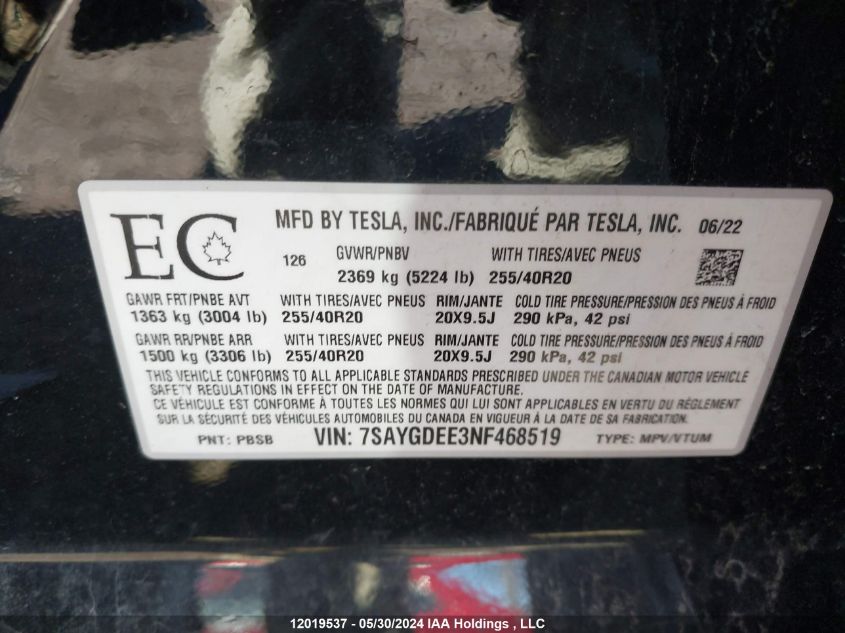 EC
MFD BY TESLA, INC./FABRIQUÉ PAR TESLA, INC. 06/22
126 GVWR/PNBV WITH TIRES/AVEC PNEUS
2369 kg (5224 lb) 255/40R20
GAWR FRT/PNBE AVT WITH TIRES/AVEC PNEUS RIM/JANTE COLD TIRE PRESSURE/PRESSION DES PNEUS À FROID
1363 kg (3004 lb) 255/40R20 20X9.5J 290 kPa, 42 psi
GAWR RR/PNBE ARR WITH TIRES/AVEC PNEUS RIM/JANTE COLD TIRE PRESSURE/PRESSION DES PNEUS À FROID
1500 kg (3306 lb) 255/40R20 20X9.5J 290 kPa, 42 psi
THIS VEHICLE CONFORMS TO ALL APPLICABLE STANDARDS PRESCRIBED UNDER THE CANADIAN MOTOR VEHICLE
SAFETY REGULATIONS IN EFFECT ON THE DATE OF MANUFACTURE.
CE VÉHICULE EST CONFORME À TOUTES LES NORMES QUI LUI SONT APPLICABLES EN VERTU DU RÈGLEMENT
SUR LA SÉCURITÉ DES VÉHICULES AUTOMOBILES DU CANADA EN VIGUEUR À LA DATE DE SA FABRICATION.
PNT: PBSB VIN: 7SAYGDEE3NF468519 TYPE: MPV/VTUM
12019537 - 05/30/2024 IAA Holdings , LLC